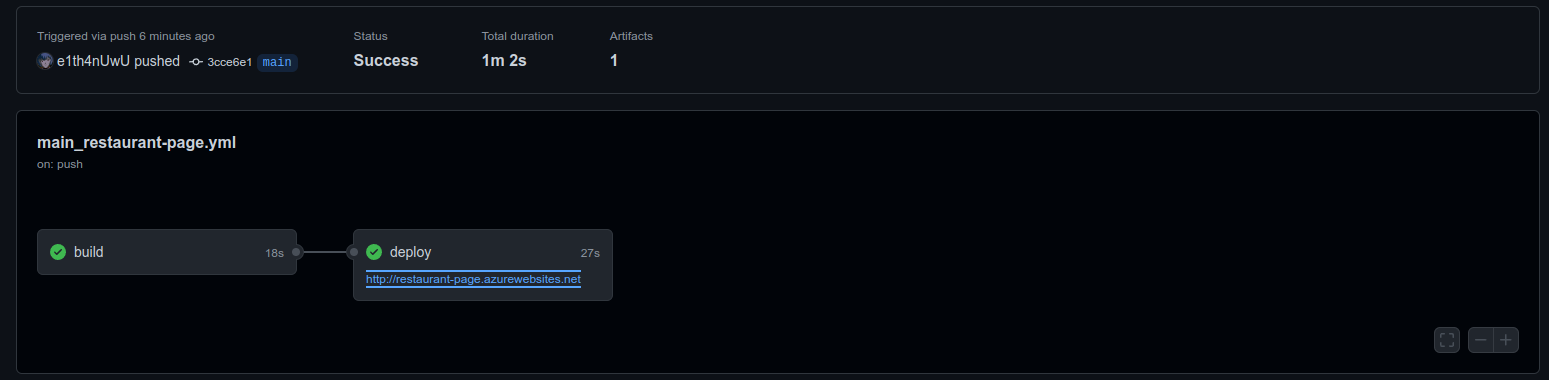 Triggered via push 6 minutes ago
Status
Total duration
Artifacts
e1th4nUwU pushed 3cce6e1 main
Success
1m 2s
1
main_restaurant-page.yml
on: push
build
18s
deploy
27s
http://restaurant-page.azurewebsites.net